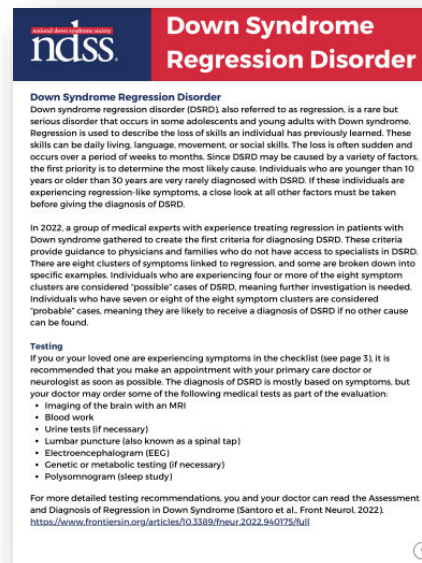 national down syndrome society
ndss.
Down Syndrome
Regression Disorder
Down Syndrome Regression Disorder
Down syndrome regression disorder (DSRD), also referred to as regression, is a rare but
serious disorder that occurs in some adolescents and young adults with Down syndrome.
Regression is used to describe the loss of skills an individual has previously learned. These
skills can be daily living, language, movement, or social skills. The loss is often sudden and
occurs over a period of weeks to months. Since DSRD may be caused by a variety of factors,
the first priority is to determine the most likely cause. Individuals who are younger than 10
years or older than 30 years are very rarely diagnosed with DSRD. If these individuals are
experiencing regression-like symptoms, a close look at all other factors must be taken
before giving the diagnosis of DSRD.
In 2022, a group of medical experts with experience treating regression in patients with
Down syndrome gathered to create the first criteria for diagnosing DSRD. These criteria
provide guidance to physicians and families who do not have access to specialists in DSRD.
There are eight clusters of symptoms linked to regression, and some are broken down into
specific examples. Individuals who are experiencing four or more of the eight symptom
clusters are considered "possible" cases of DSRD, meaning further investigation is needed.
Individuals who have seven or eight of the eight symptom clusters are considered
"probable" cases, meaning they are likely to receive a diagnosis of DSRD if no other cause
can be found.
Testing
If you or your loved one are experiencing symptoms in the checklist (see page 3), it is
recommended that you make an appointment with your primary care doctor or
neurologist as soon as possible. The diagnosis of DSRD is mostly based on symptoms, but
your doctor may order some of the following medical tests as part of the evaluation:
• Imaging of the brain with an MRI
• Blood work
• Urine tests (if necessary)
• Lumbar puncture (also known as a spinal tap)
• Electroencephalogram (EEG)
• Genetic or metabolic testing (if necessary)
• Polysomnogram (sleep study)
For more detailed testing recommendations, you and your doctor can read the Assessment
and Diagnosis of Regression in Down Syndrome (Santoro et al., Front Neurol, 2022).
https://www.frontiersin.org/articles/10.3389/fneur.2022.940175/full